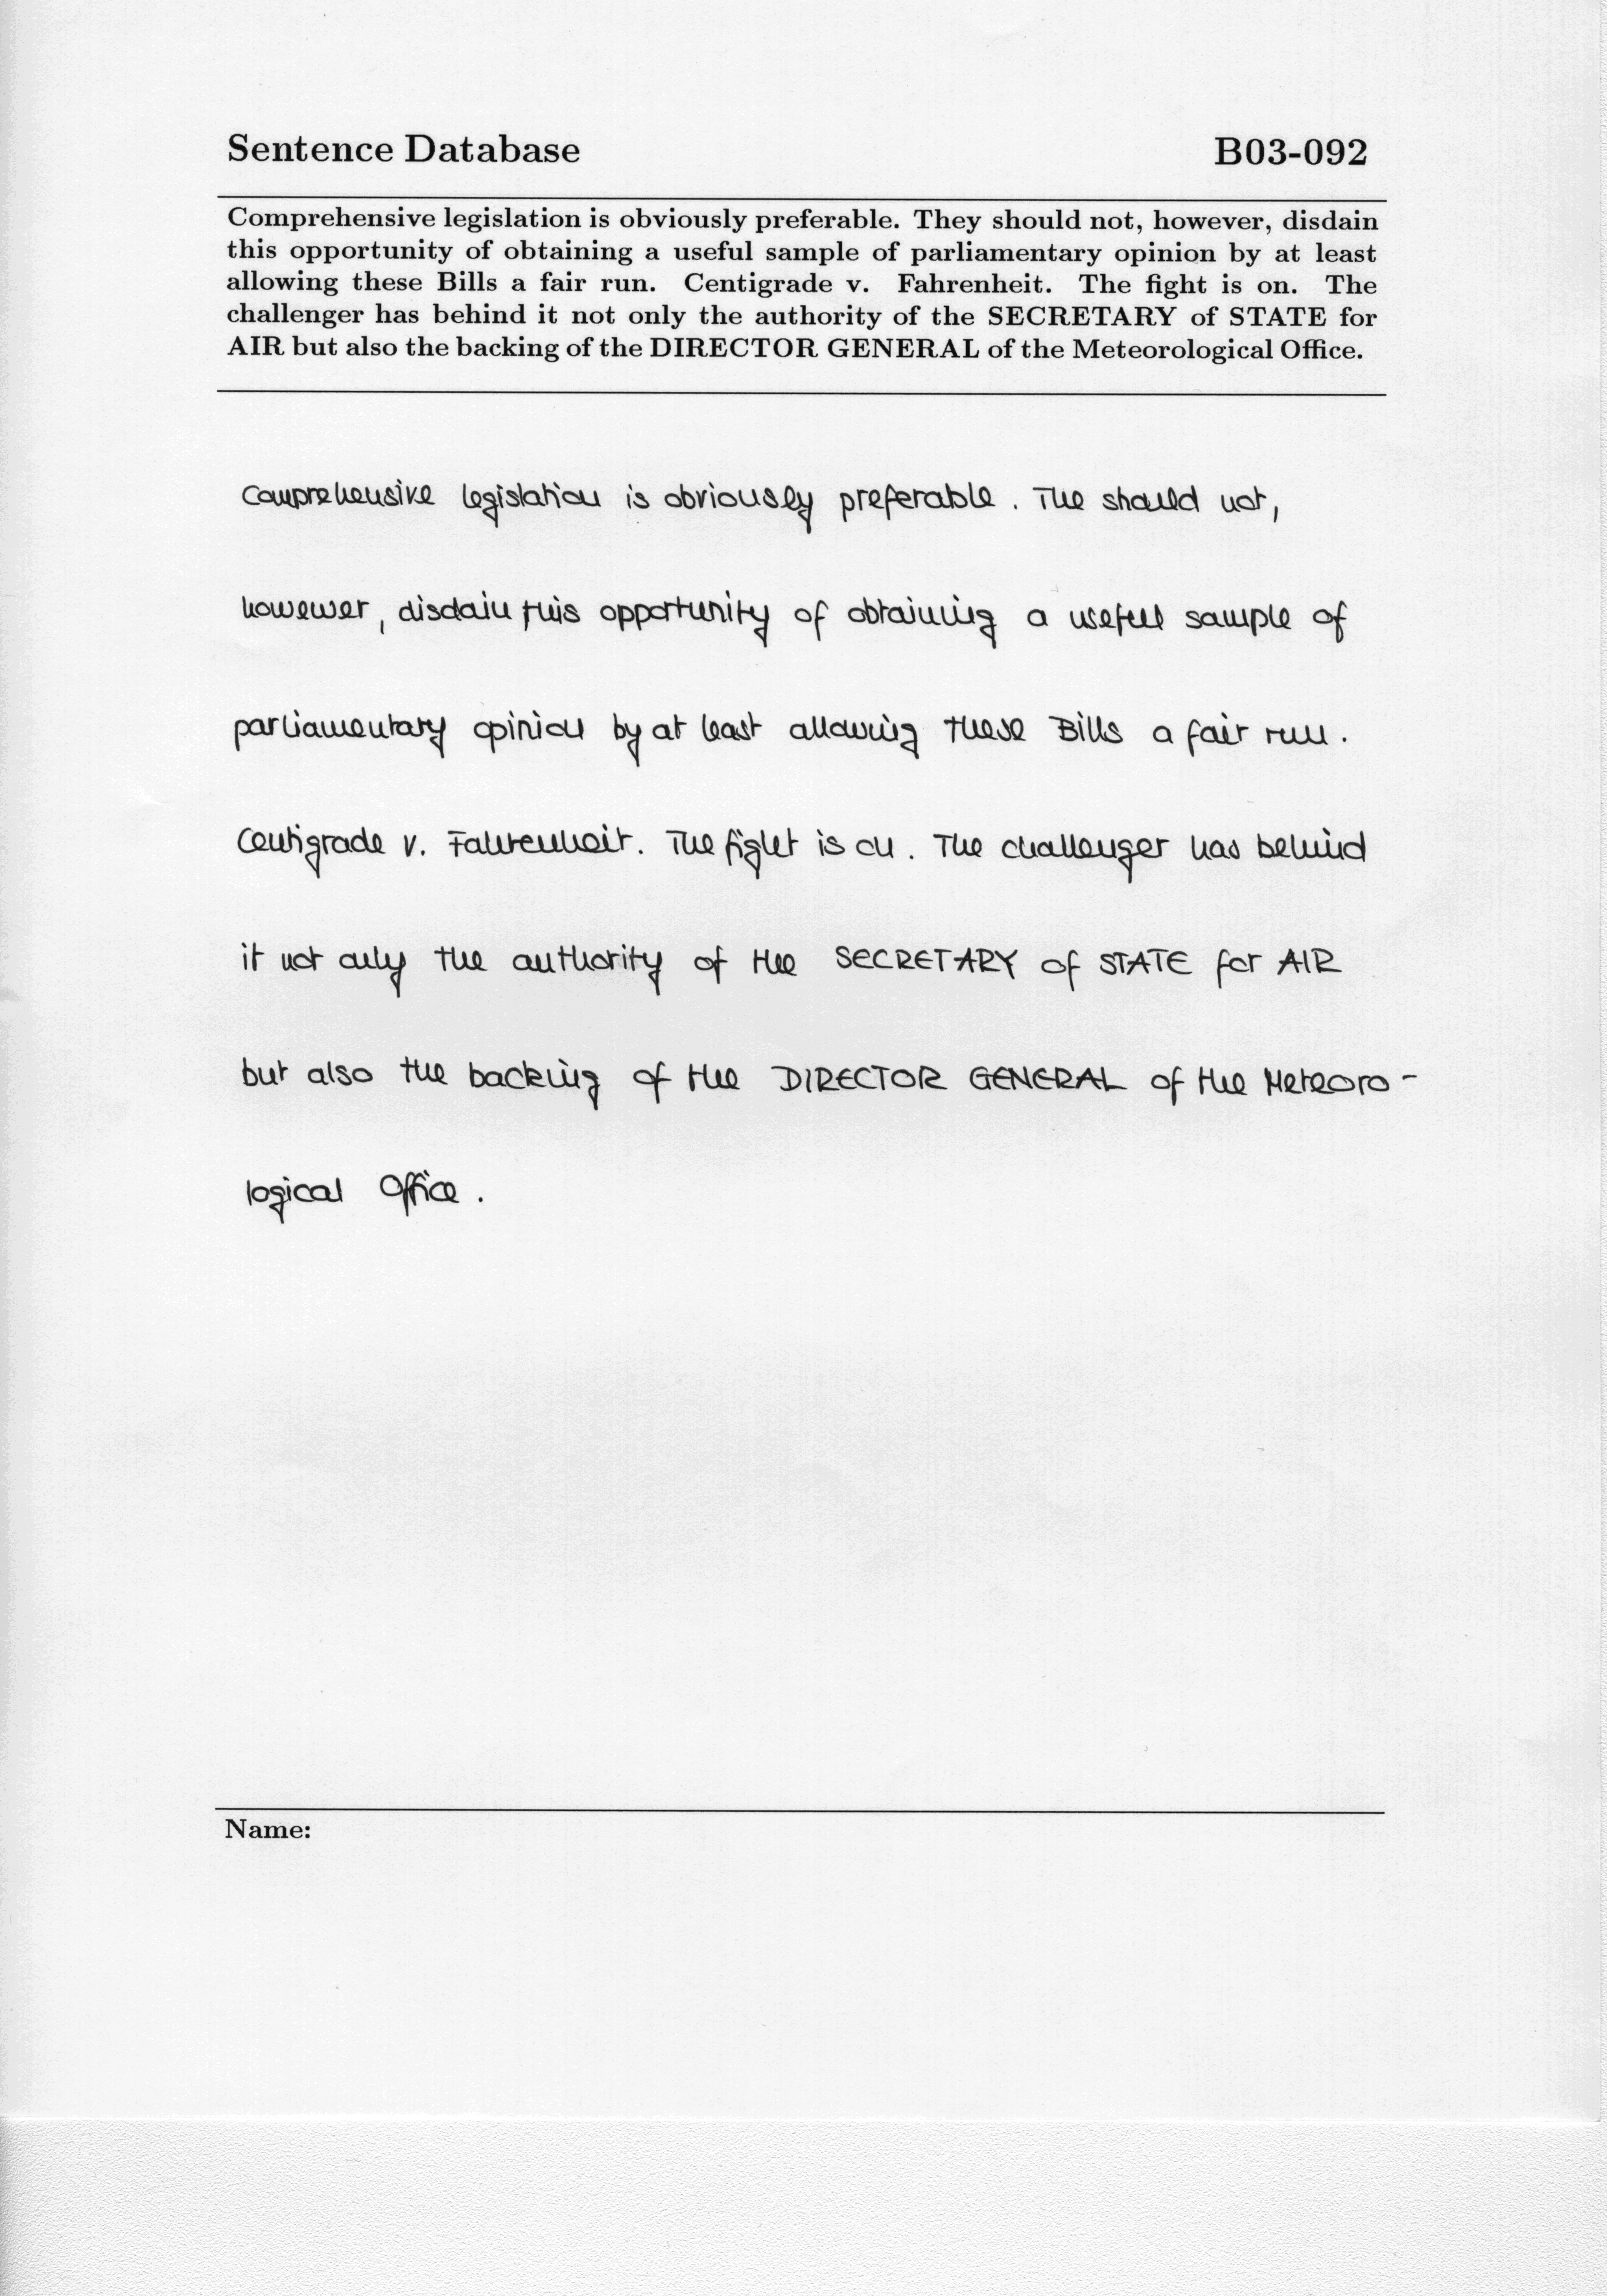 Sentence Database B03-092
Comprehensive legislation is obviously preferable. They should not, however, disdain
this opportunity of obtaining a useful sample of parliamentary opinion by at least
allowing these Bills a fair run. Centigrade v. Fahrenheit. The fight is on. The
challenger has behind it not only the authority of the SECRETARY of STATE for
AIR but also the backing of the DIRECTOR GENERAL of the Meteorological Office.
Comprehensive legislation is obviously preferable. The should not,
howewer, disdain this opportunity of obtaining a useful sample of
parliamentary opinion by at least allowing these Bills a fair run.
Centigrade v. Fahrenheit. The fight is on. The challenger has behind
it not only the authority of the SECRETARY of STATE for AIR
but also the backing of the DIRECTOR GENERAL of the Meteoro-
logical Office.
Name: